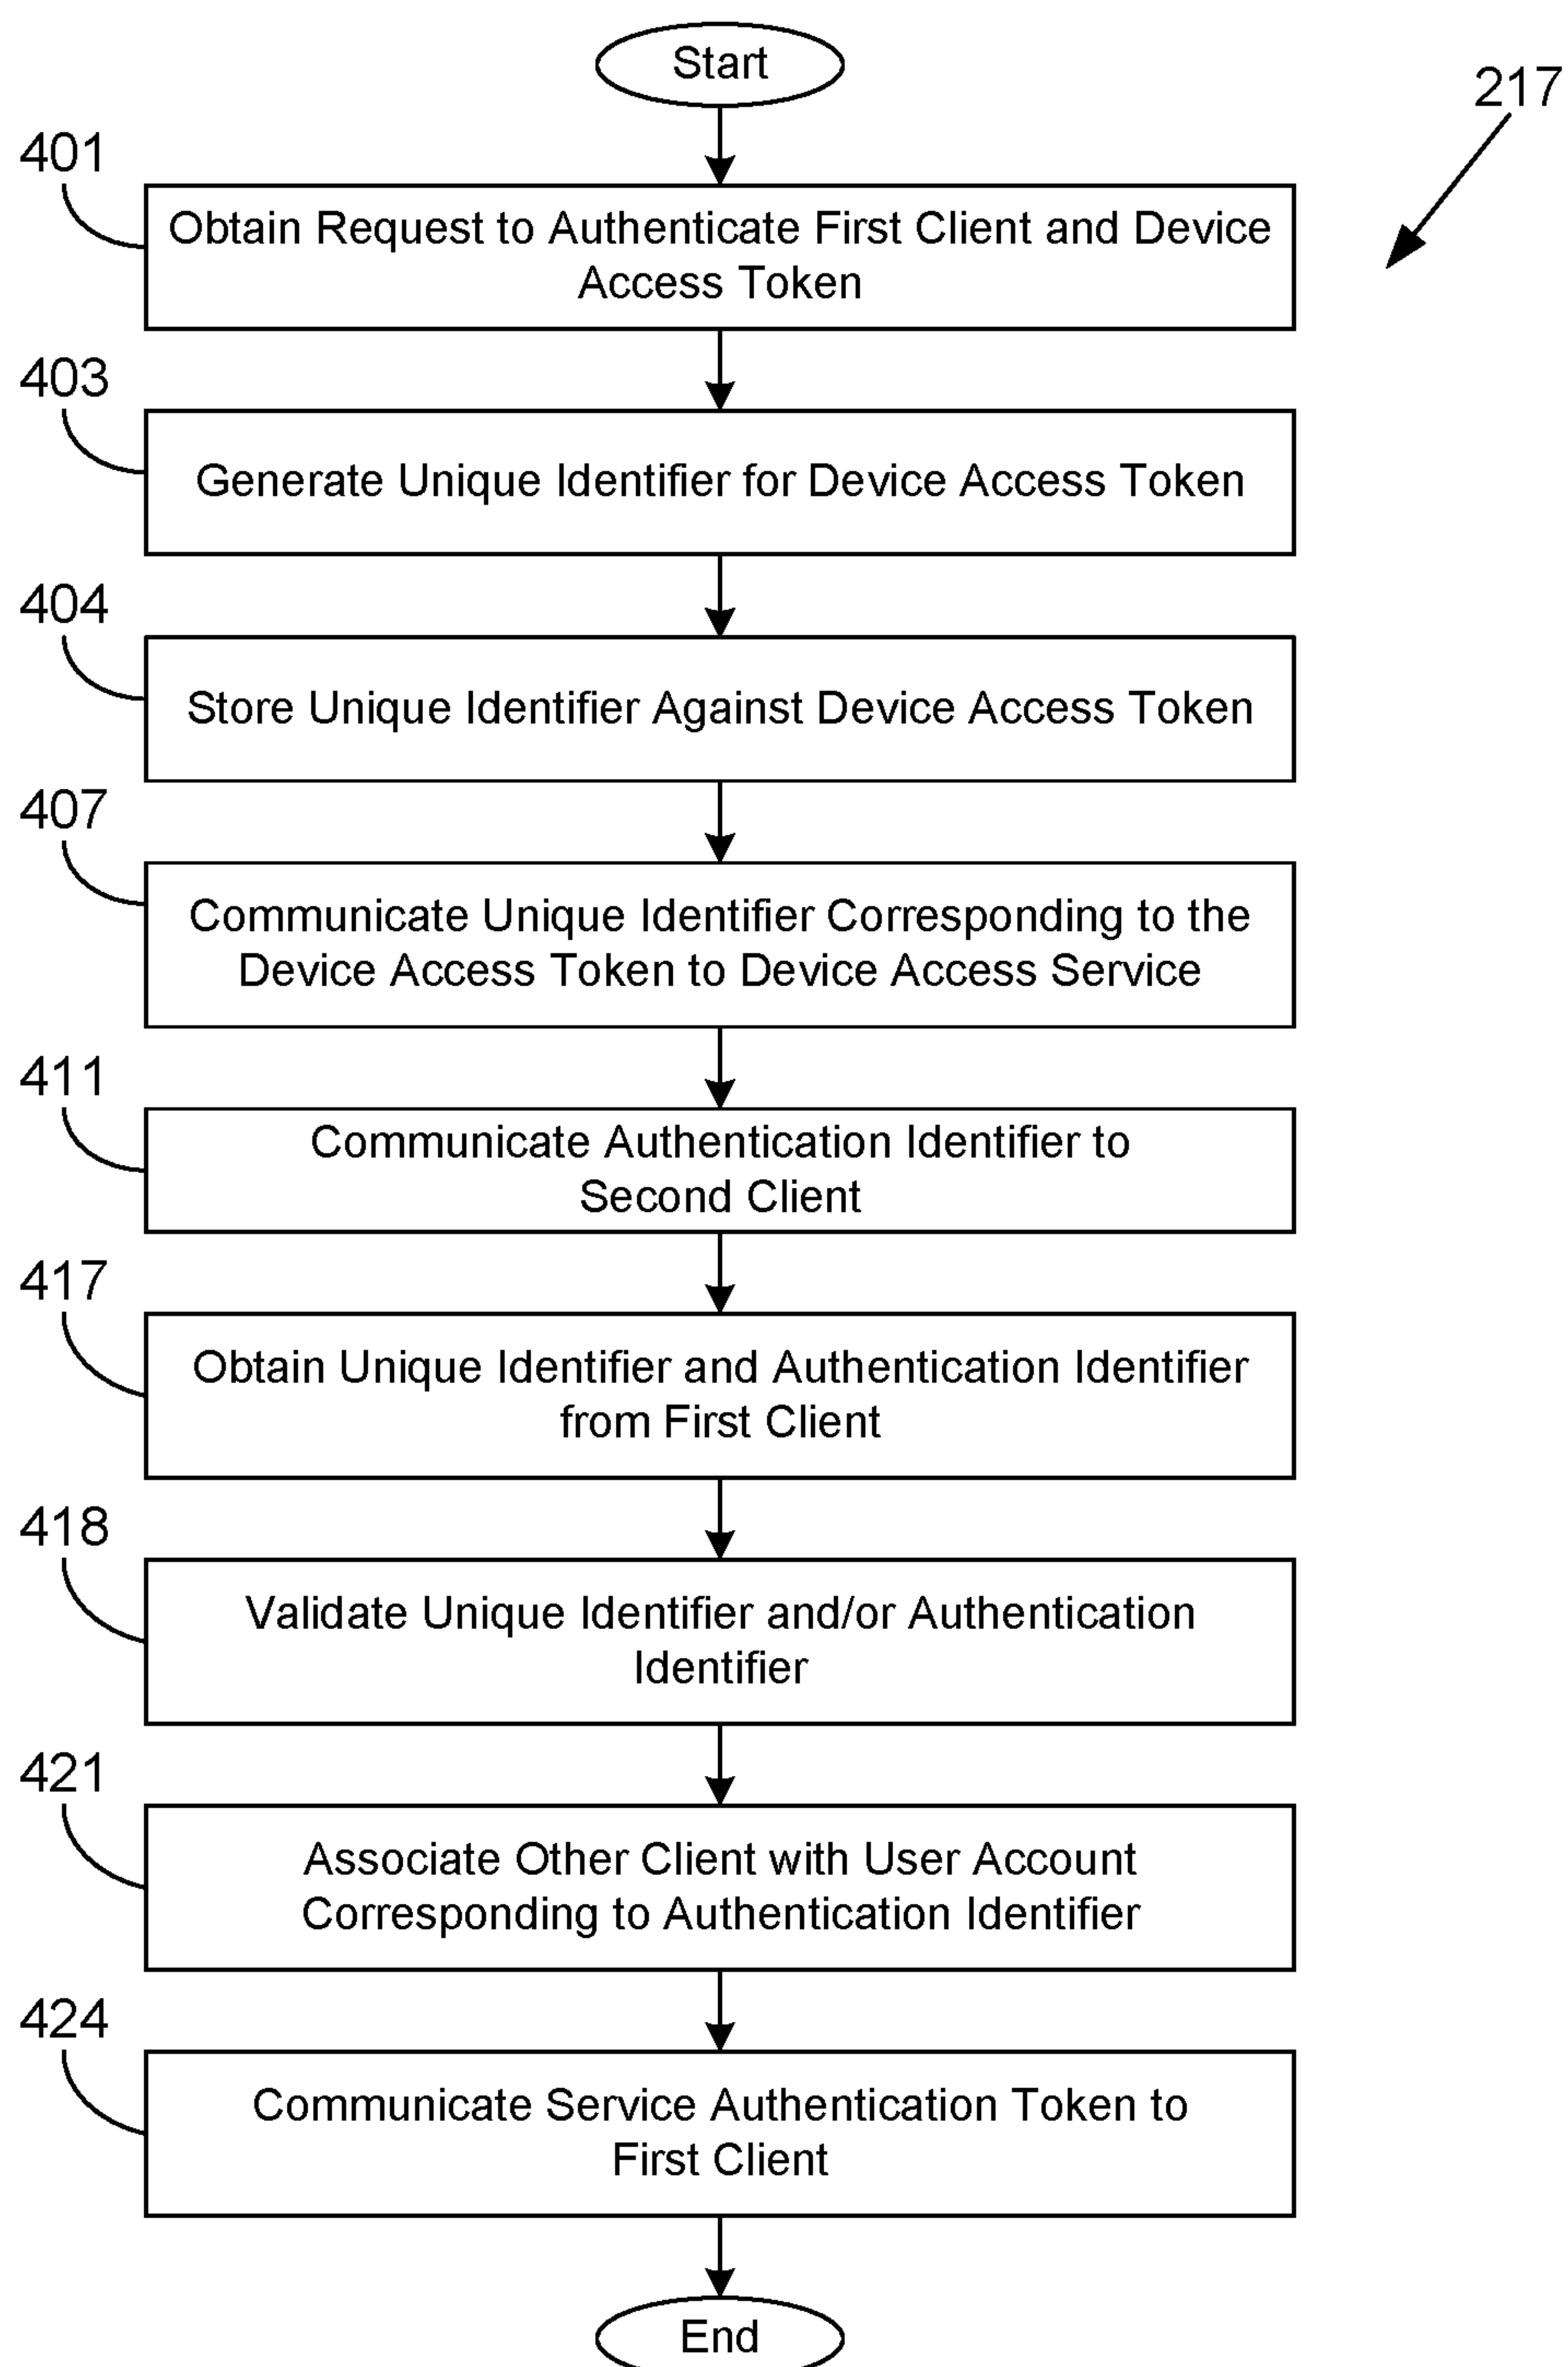 Start
217
401
Obtain Request to Authenticate First Client and Device
Access Token
403
Generate Unique Identifier for Device Access Token
404
Store Unique Identifier Against Device Access Token
407
Communicate Unique Identifier Corresponding to the
Device Access Token to Device Access Service
411
Communicate Authentication Identifier to
Second Client
417
Obtain Unique Identifier and Authentication Identifier
from First Client
418
Validate Unique Identifier and/or Authentication
Identifier
421
Associate Other Client with User Account
Corresponding to Authentication Identifier
424
Communicate Service Authentication Token to
First Client
End